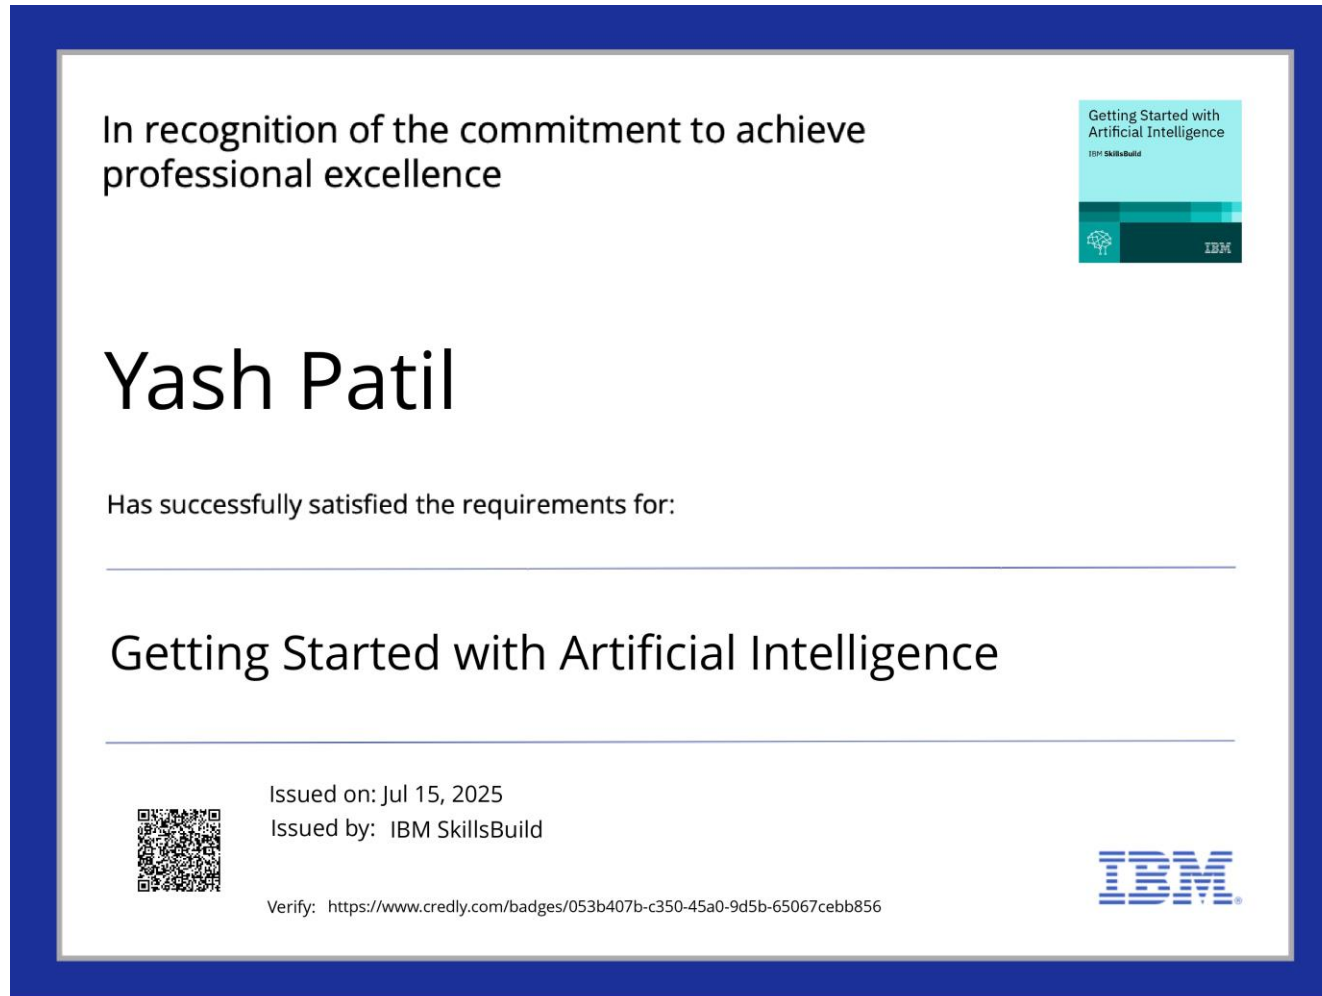 In recognition of the commitment to achieve
professional excellence
Getting Started with
Artificial Intelligence
IBM SkillsBuild
IBM
Yash Patil
Has successfully satisfied the requirements for:
Getting Started with Artificial Intelligence
Issued on: Jul 15, 2025
Issued by: IBM SkillsBuild
Verify: https://www.credly.com/badges/053b407b-c350-45a0-9d5b-65067cebb856
IBM®